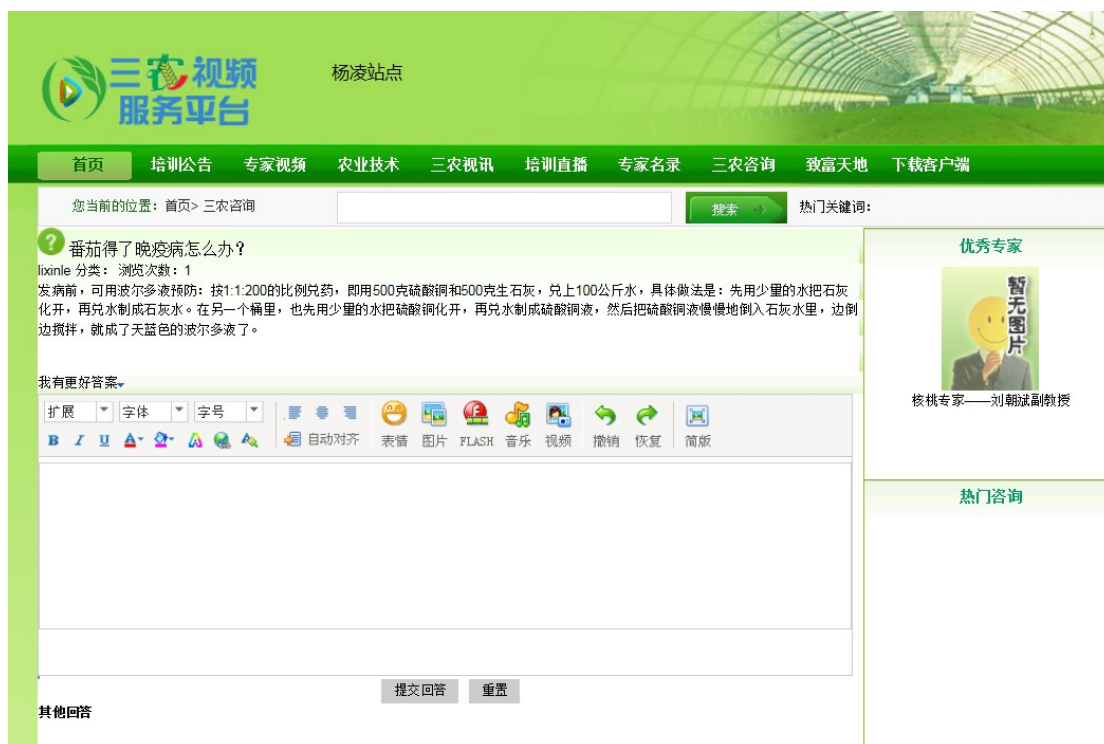 三农视频
服务平台
杨凌站点
首页 培训公告 专家视频 农业技术 三农视讯 培训直播 专家名录 三农咨询 致富天地 下载客户端
您当前的位置：首页> 三农咨询
搜索
热门关键词:
番茄得了晚疫病怎么办？
lixinle 分类： 浏览次数：1
发病前，可用波尔多液预防：按1:1:200的比例兑药，即用500克硫酸铜和500克生石灰，兑上100公斤水，具体做法是：先用少量的水把石灰
化开，再兑水制成石灰水。在另一个桶里，也先用少量的水把硫酸铜化开，再兑水制成硫酸铜液，然后把硫酸铜液慢慢地倒入石灰水里，边倒
边搅拌，就成了天蓝色的波尔多液了。
我有更好答案
扩展 字体 字号
B I U A 自动对齐 表情 图片 FLASH 音乐 视频 撤销 恢复 简版
提交回答 重置
其他回答
优秀专家
暂无图片
核桃专家——刘朝斌副教授
热门咨询